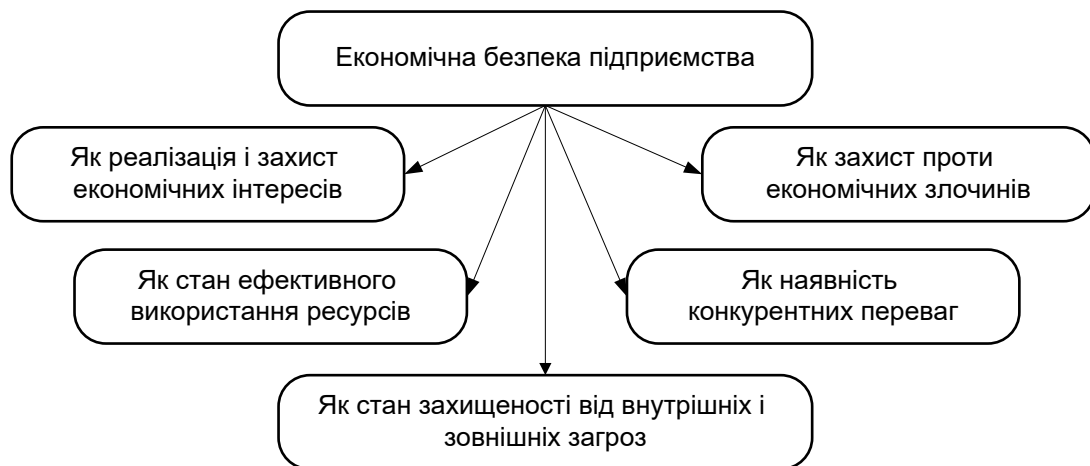 Економічна безпека підприємства
Як реалізація і захист
економічних інтересів
Як захист проти
економічних злочинів
Як стан ефективного
використання ресурсів
Як наявність
конкурентних переваг
Як стан захищеності від внутрішніх і
зовнішніх загроз